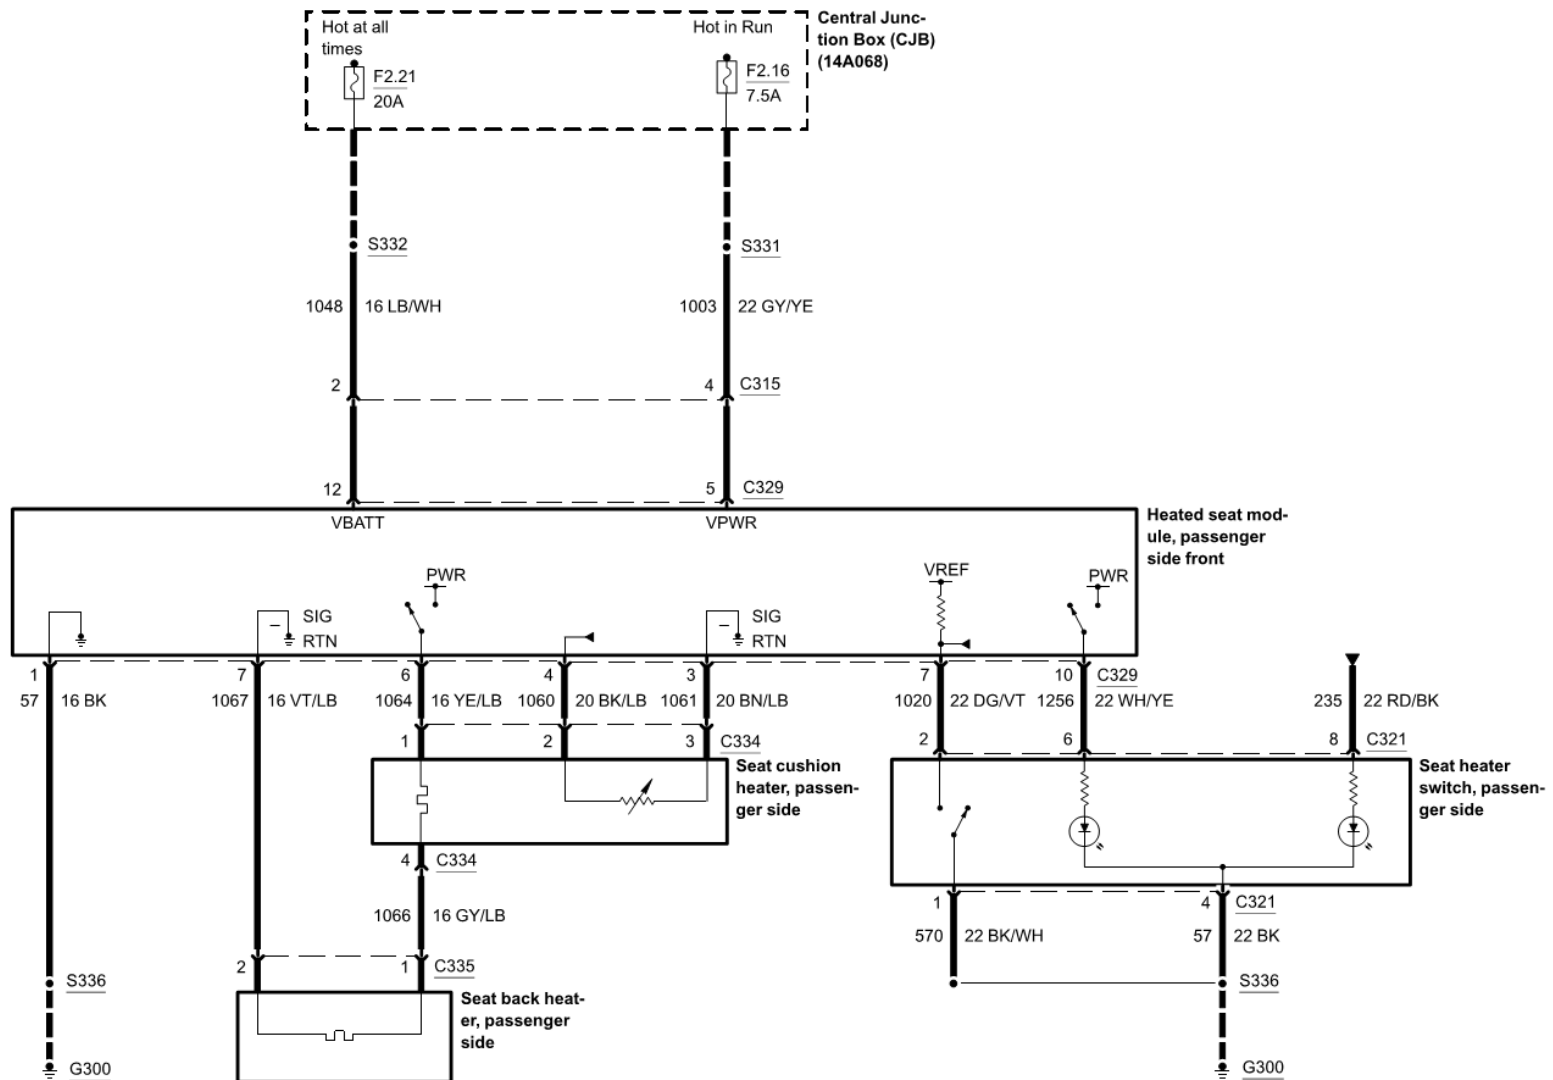 Hot at all
times
Hot in Run
Central Junc-
tion Box (CJB)
(14A068)
F2.21
20A
F2.16
7.5A
S332
S331
1048
16 LB/WH
1003
22 GY/YE
2
4
C315
12
5
C329
VBATT
VPWR
Heated seat mod-
ule, passenger
side front
PWR
VREF
PWR
SIG
RTN
SIG
RTN
1
7
6
4
3
7
10
C329
57
16 BK
1067
16 VT/LB
1064
16 YE/LB
1060
20 BK/LB
1061
20 BN/LB
1020
22 DG/VT
1256
22 WH/YE
235
22 RD/BK
1
2
3
C334
2
6
8
C321
Seat cushion
heater, passen-
ger side
Seat heater
switch, passen-
ger side
4
C334
1
4
C321
1066
16 GY/LB
570
22 BK/WH
57
22 BK
2
1
C335
S336
S336
Seat back heat-
er, passenger
side
G300
G300